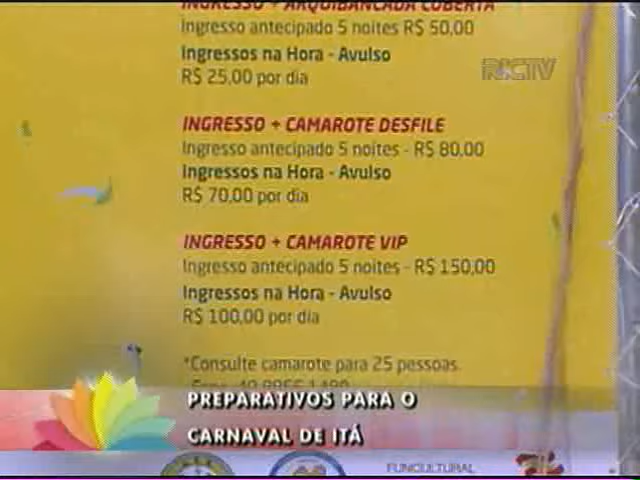 INGRESSO + ARQUIBANCADA COBERTA
Ingresso antecipado 5 noites R$ 50,00
Ingressos na Hora - Avulso
R$ 25,00 por dia
RICTV
INGRESSO + CAMAROTE DESFILE
Ingresso antecipado 5 noites - R$ 80,00
Ingressos na Hora - Avulso
R$ 70,00 por dia
INGRESSO + CAMAROTE VIP
Ingresso antecipado 5 noites - R$ 150,00
Ingressos na Hora - Avulso
R$ 100,00 por dia
*Consulte camarote para 25 pessoas.
PREPARATIVOS PARA O
CARNAVAL DE ITÁ
FUNCULTURAL